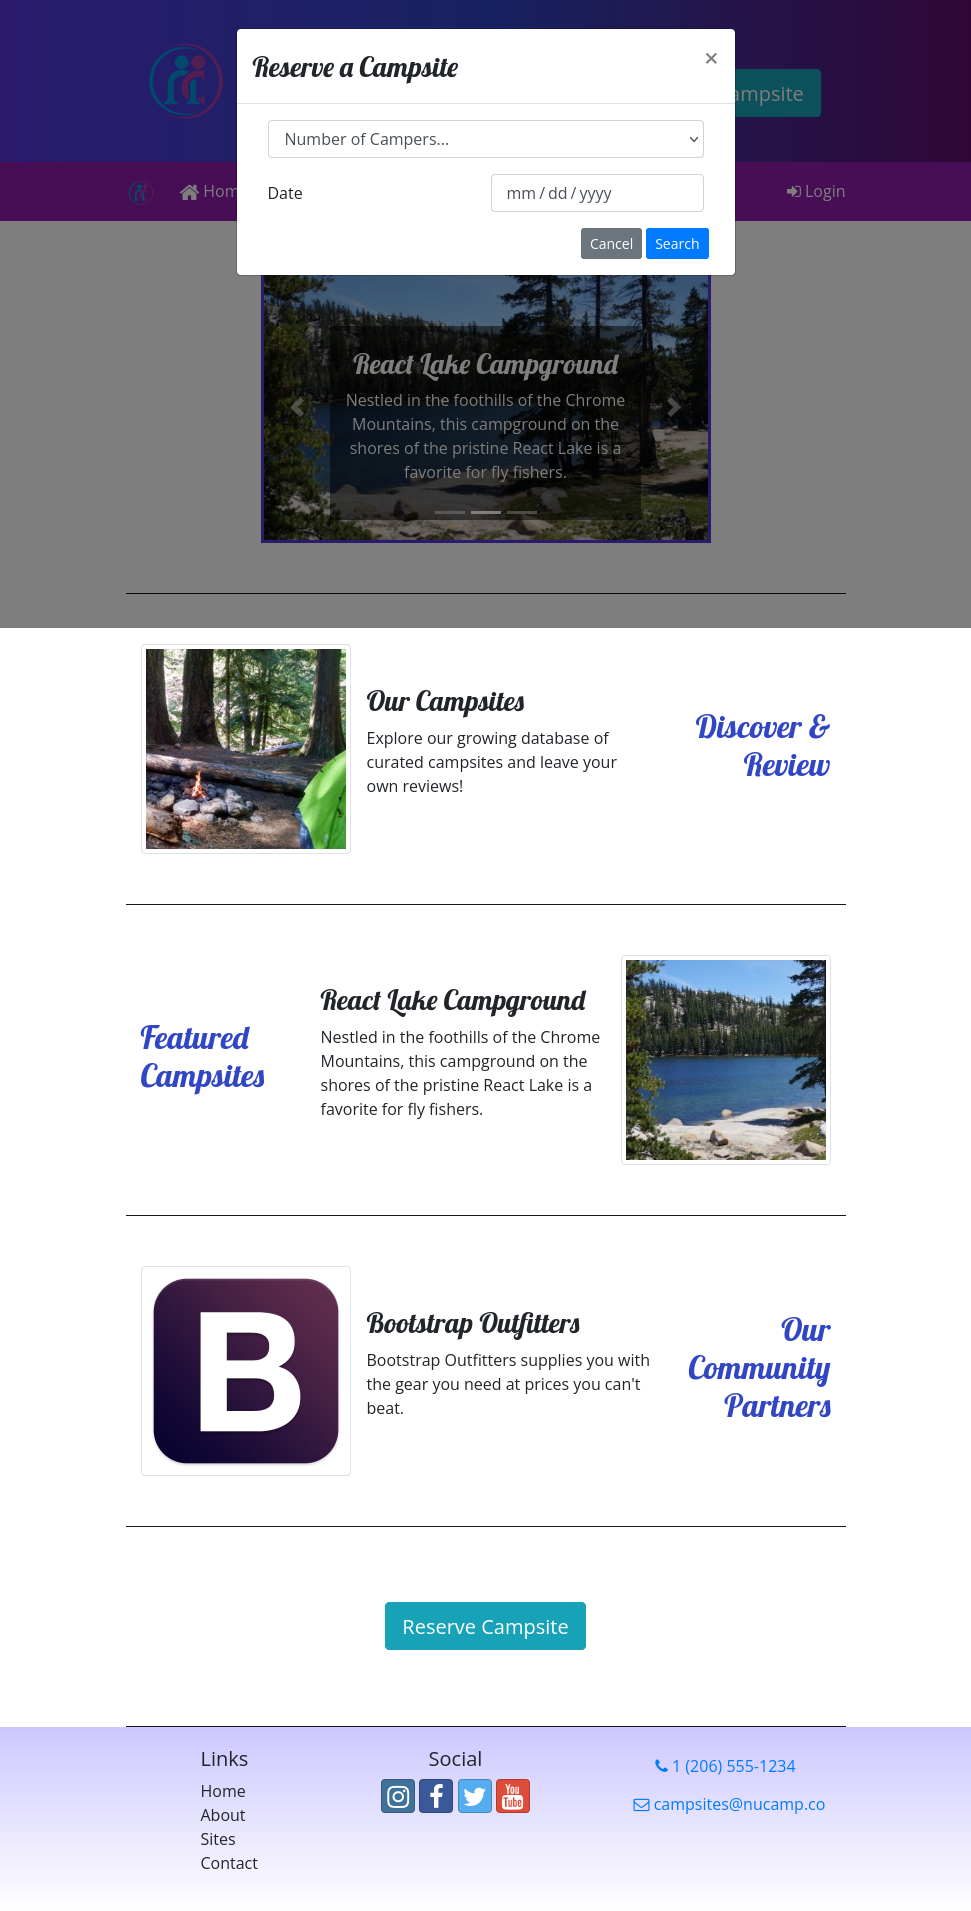 Reserve a Campsite
×
ampsite
Number of Campers...
Date
mm / dd / yyyy
Cancel
Search
Hom
Login
React Lake Campground
Nestled in the foothills of the Chrome
Mountains, this campground on the
shores of the pristine React Lake is a
favorite for fly fishers.
Our Campsites
Explore our growing database of
curated campsites and leave your
own reviews!
Discover &
Review
Featured
Campsites
React Lake Campground
Nestled in the foothills of the Chrome
Mountains, this campground on the
shores of the pristine React Lake is a
favorite for fly fishers.
B
Bootstrap Outfitters
Bootstrap Outfitters supplies you with
the gear you need at prices you can't
beat.
Our
Community
Partners
Reserve Campsite
Links
Home
About
Sites
Contact
Social
You
Tube
1 (206) 555-1234
campsites@nucamp.co